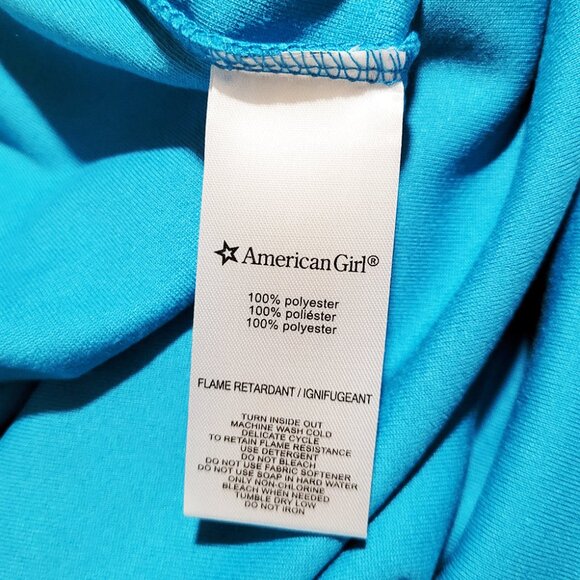 American Girl®
100% polyester
100% poliéster
100% polyester
FLAME RETARDANT / IGNIFUGEANT
TURN INSIDE OUT
MACHINE WASH COLD
DELICATE CYCLE
TO RETAIN FLAME RESISTANCE
USE DETERGENT
DO NOT BLEACH
DO NOT USE FABRIC SOFTENER
DO NOT USE SOAP IN HARD WATER
ONLY NON-CHLORINE
BLEACH WHEN NEEDED
TUMBLE DRY LOW
DO NOT IRON